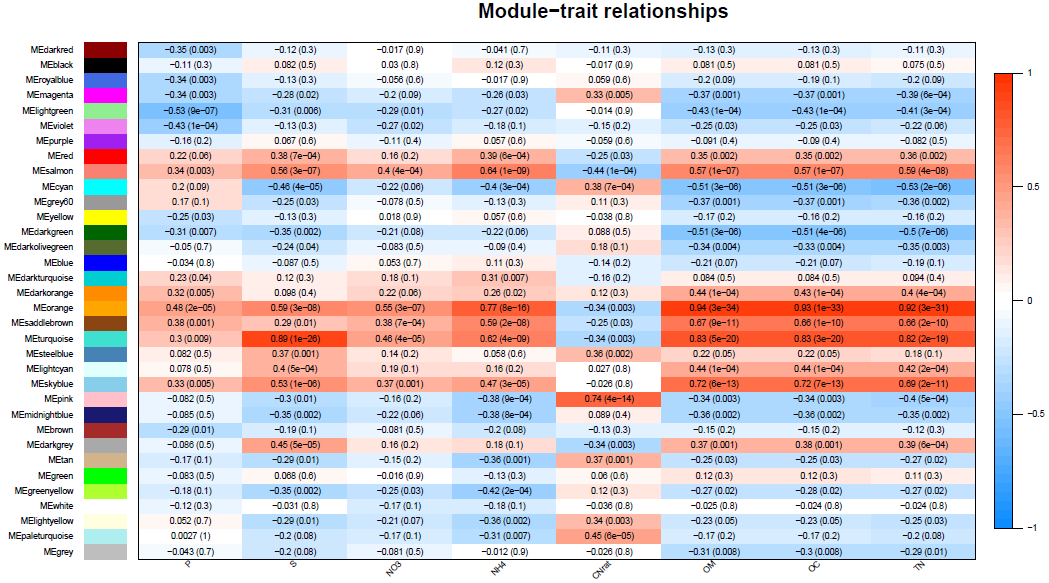 Module−trait relationships
MEdarkred −0.35 (0.003) −0.12 (0.3) −0.017 (0.9) −0.041 (0.7) −0.11 (0.3) −0.13 (0.3) −0.13 (0.3) −0.11 (0.3)
MEblack −0.11 (0.3) 0.082 (0.5) 0.03 (0.8) 0.12 (0.3) −0.017 (0.9) 0.081 (0.5) 0.081 (0.5) 0.075 (0.5)
MEroyalblue −0.34 (0.003) −0.13 (0.3) −0.056 (0.6) −0.017 (0.9) 0.059 (0.6) −0.2 (0.09) −0.19 (0.1) −0.2 (0.09)
MEmagenta −0.34 (0.003) −0.28 (0.02) −0.2 (0.09) −0.26 (0.03) 0.33 (0.005) −0.37 (0.001) −0.37 (0.001) −0.39 (6e−04)
MElightgreen −0.53 (9e−07) −0.31 (0.006) −0.29 (0.01) −0.27 (0.02) −0.014 (0.9) −0.43 (1e−04) −0.43 (1e−04) −0.41 (3e−04)
MEviolet −0.43 (1e−04) −0.13 (0.3) −0.27 (0.02) −0.18 (0.1) −0.15 (0.2) −0.25 (0.03) −0.25 (0.03) −0.22 (0.06)
MEpurple −0.16 (0.2) 0.067 (0.6) −0.11 (0.4) 0.057 (0.6) −0.059 (0.6) −0.091 (0.4) −0.09 (0.4) −0.082 (0.5)
MEred 0.22 (0.06) 0.38 (7e−04) 0.16 (0.2) 0.39 (6e−04) −0.25 (0.03) 0.35 (0.002) 0.35 (0.002) 0.36 (0.002)
MEsalmon 0.34 (0.003) 0.56 (3e−07) 0.4 (4e−04) 0.64 (1e−09) −0.44 (1e−04) 0.57 (1e−07) 0.57 (1e−07) 0.59 (4e−08)
MEcyan 0.2 (0.09) −0.46 (4e−05) −0.22 (0.06) −0.4 (3e−04) 0.38 (7e−04) −0.51 (3e−06) −0.51 (3e−06) −0.53 (2e−06)
MEgrey60 0.17 (0.1) −0.25 (0.03) −0.078 (0.5) −0.13 (0.3) 0.11 (0.3) −0.37 (0.001) −0.37 (0.001) −0.36 (0.002)
MEyellow −0.25 (0.03) −0.13 (0.3) 0.018 (0.9) 0.057 (0.6) −0.038 (0.8) −0.17 (0.2) −0.16 (0.2) −0.16 (0.2)
MEdarkgreen −0.31 (0.007) −0.35 (0.002) −0.21 (0.08) −0.22 (0.06) 0.088 (0.5) −0.51 (3e−06) −0.51 (4e−06) −0.5 (7e−06)
MEdarkolivegreen −0.05 (0.7) −0.24 (0.04) −0.083 (0.5) −0.09 (0.4) 0.18 (0.1) −0.34 (0.004) −0.33 (0.004) −0.35 (0.003)
MEblue −0.034 (0.8) −0.087 (0.5) 0.053 (0.7) 0.11 (0.3) −0.14 (0.2) −0.21 (0.07) −0.21 (0.07) −0.19 (0.1)
MEdarkturquoise 0.23 (0.04) 0.12 (0.3) 0.18 (0.1) 0.31 (0.007) −0.16 (0.2) 0.084 (0.5) 0.084 (0.5) 0.094 (0.4)
MEdarkorange 0.32 (0.005) 0.098 (0.4) 0.22 (0.06) 0.26 (0.02) 0.12 (0.3) 0.44 (1e−04) 0.43 (1e−04) 0.4 (4e−04)
MEorange 0.48 (2e−05) 0.59 (3e−08) 0.55 (3e−07) 0.77 (8e−16) −0.34 (0.003) 0.94 (3e−34) 0.93 (1e−33) 0.92 (3e−31)
MEsaddlebrown 0.38 (0.001) 0.29 (0.01) 0.38 (7e−04) 0.59 (2e−08) −0.25 (0.03) 0.67 (9e−11) 0.66 (1e−10) 0.66 (2e−10)
MEturquoise 0.3 (0.009) 0.89 (1e−26) 0.46 (4e−05) 0.62 (4e−09) −0.34 (0.003) 0.83 (5e−20) 0.83 (3e−20) 0.82 (2e−19)
MEsteelblue 0.082 (0.5) 0.37 (0.001) 0.14 (0.2) 0.058 (0.6) 0.36 (0.002) 0.22 (0.05) 0.22 (0.05) 0.18 (0.1)
MElightcyan 0.078 (0.5) 0.4 (5e−04) 0.19 (0.1) 0.16 (0.2) 0.027 (0.8) 0.44 (1e−04) 0.44 (1e−04) 0.42 (2e−04)
MEskyblue 0.33 (0.005) 0.53 (1e−06) 0.37 (0.001) 0.47 (3e−05) −0.026 (0.8) 0.72 (6e−13) 0.72 (7e−13) 0.69 (2e−11)
MEpink −0.082 (0.5) −0.3 (0.01) −0.16 (0.2) −0.38 (9e−04) 0.74 (4e−14) −0.34 (0.003) −0.34 (0.003) −0.4 (5e−04)
MEmidnightblue −0.085 (0.5) −0.35 (0.002) −0.22 (0.06) −0.38 (8e−04) 0.089 (0.4) −0.36 (0.002) −0.36 (0.002) −0.35 (0.002)
MEbrown −0.29 (0.01) −0.19 (0.1) −0.081 (0.5) −0.2 (0.08) −0.13 (0.3) −0.15 (0.2) −0.15 (0.2) −0.12 (0.3)
MEdarkgrey −0.086 (0.5) 0.45 (5e−05) 0.16 (0.2) 0.18 (0.1) −0.34 (0.003) 0.37 (0.001) 0.38 (0.001) 0.39 (6e−04)
MEtan −0.17 (0.1) −0.29 (0.01) −0.15 (0.2) −0.36 (0.001) 0.37 (0.001) −0.25 (0.03) −0.25 (0.03) −0.27 (0.02)
MEgreen −0.083 (0.5) 0.068 (0.6) −0.016 (0.9) −0.13 (0.3) 0.06 (0.6) 0.12 (0.3) 0.12 (0.3) 0.11 (0.3)
MEgreenyellow −0.18 (0.1) −0.35 (0.002) −0.25 (0.03) −0.42 (2e−04) 0.12 (0.3) −0.27 (0.02) −0.28 (0.02) −0.27 (0.02)
MEwhite −0.12 (0.3) −0.031 (0.8) −0.17 (0.1) −0.18 (0.1) −0.036 (0.8) −0.025 (0.8) −0.024 (0.8) −0.024 (0.8)
MElightyellow 0.052 (0.7) −0.29 (0.01) −0.21 (0.07) −0.36 (0.002) 0.34 (0.003) −0.23 (0.05) −0.23 (0.05) −0.25 (0.03)
MEpaleturquoise 0.0027 (1) −0.2 (0.08) −0.17 (0.1) −0.31 (0.007) 0.45 (6e−05) −0.17 (0.2) −0.17 (0.2) −0.2 (0.08)
MEgrey −0.043 (0.7) −0.2 (0.08) −0.081 (0.5) −0.012 (0.9) −0.026 (0.8) −0.31 (0.008) −0.3 (0.008) −0.29 (0.01)
P S NO3 NH4 CNrat OM OC TN
1
0.5
0
−0.5
−1